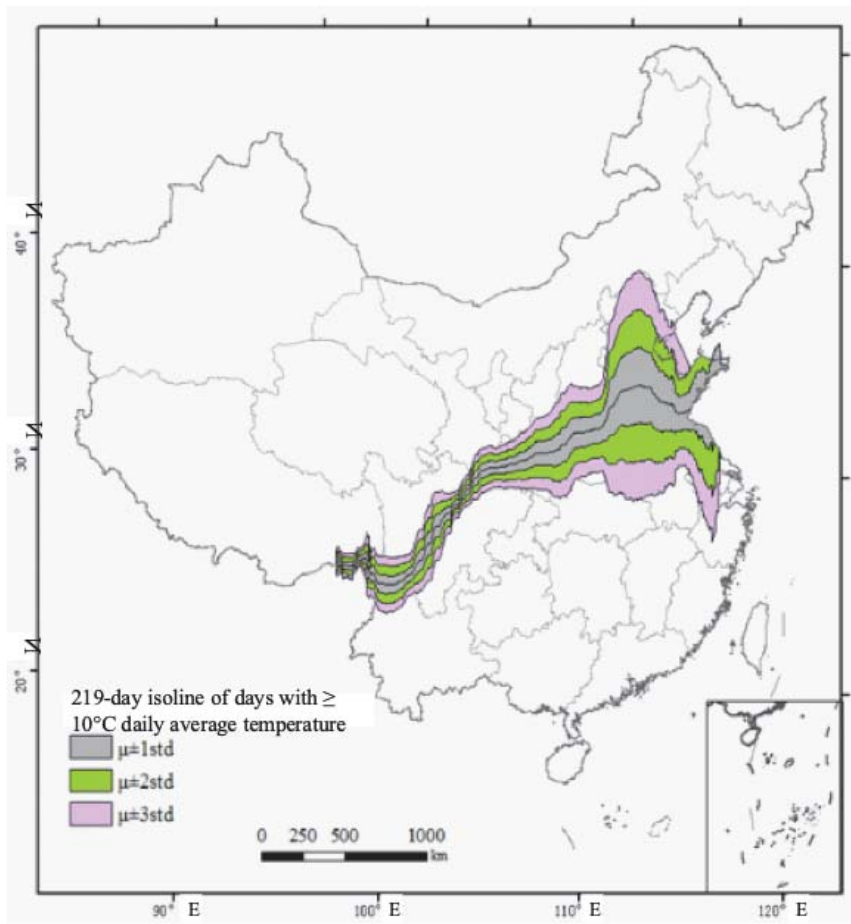 40° N
30° N
20° N
219-day isoline of days with ≥
10°C daily average temperature
μ±1std
μ±2std
μ±3std
0 250 500 1000
km
90° E 100° E 110° E 120° E